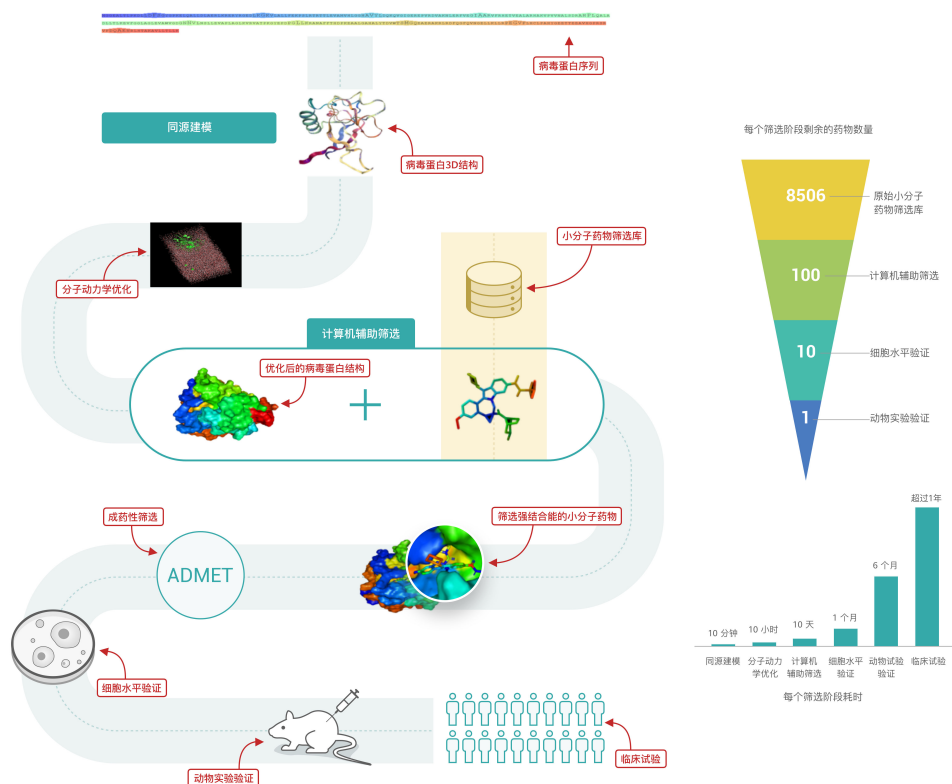 病毒蛋白序列
同源建模
病毒蛋白3D结构
分子动力学优化
小分子药物筛选库
计算机辅助筛选
优化后的病毒蛋白结构
成药性筛选
筛选强结合能的小分子药物
ADMET
细胞水平验证
动物实验验证
临床试验
每个筛选阶段剩余的药物数量
8506
原始小分子
药物筛选库
100
计算机辅助筛选
10
细胞水平验证
1
动物实验验证
超过1年
6 个月
1 个月
10 天
10 小时
10 分钟
同源建模
分子动力
学优化
计算机
辅助筛选
细胞水平
验证
动物试验
验证
临床试验
每个筛选阶段耗时